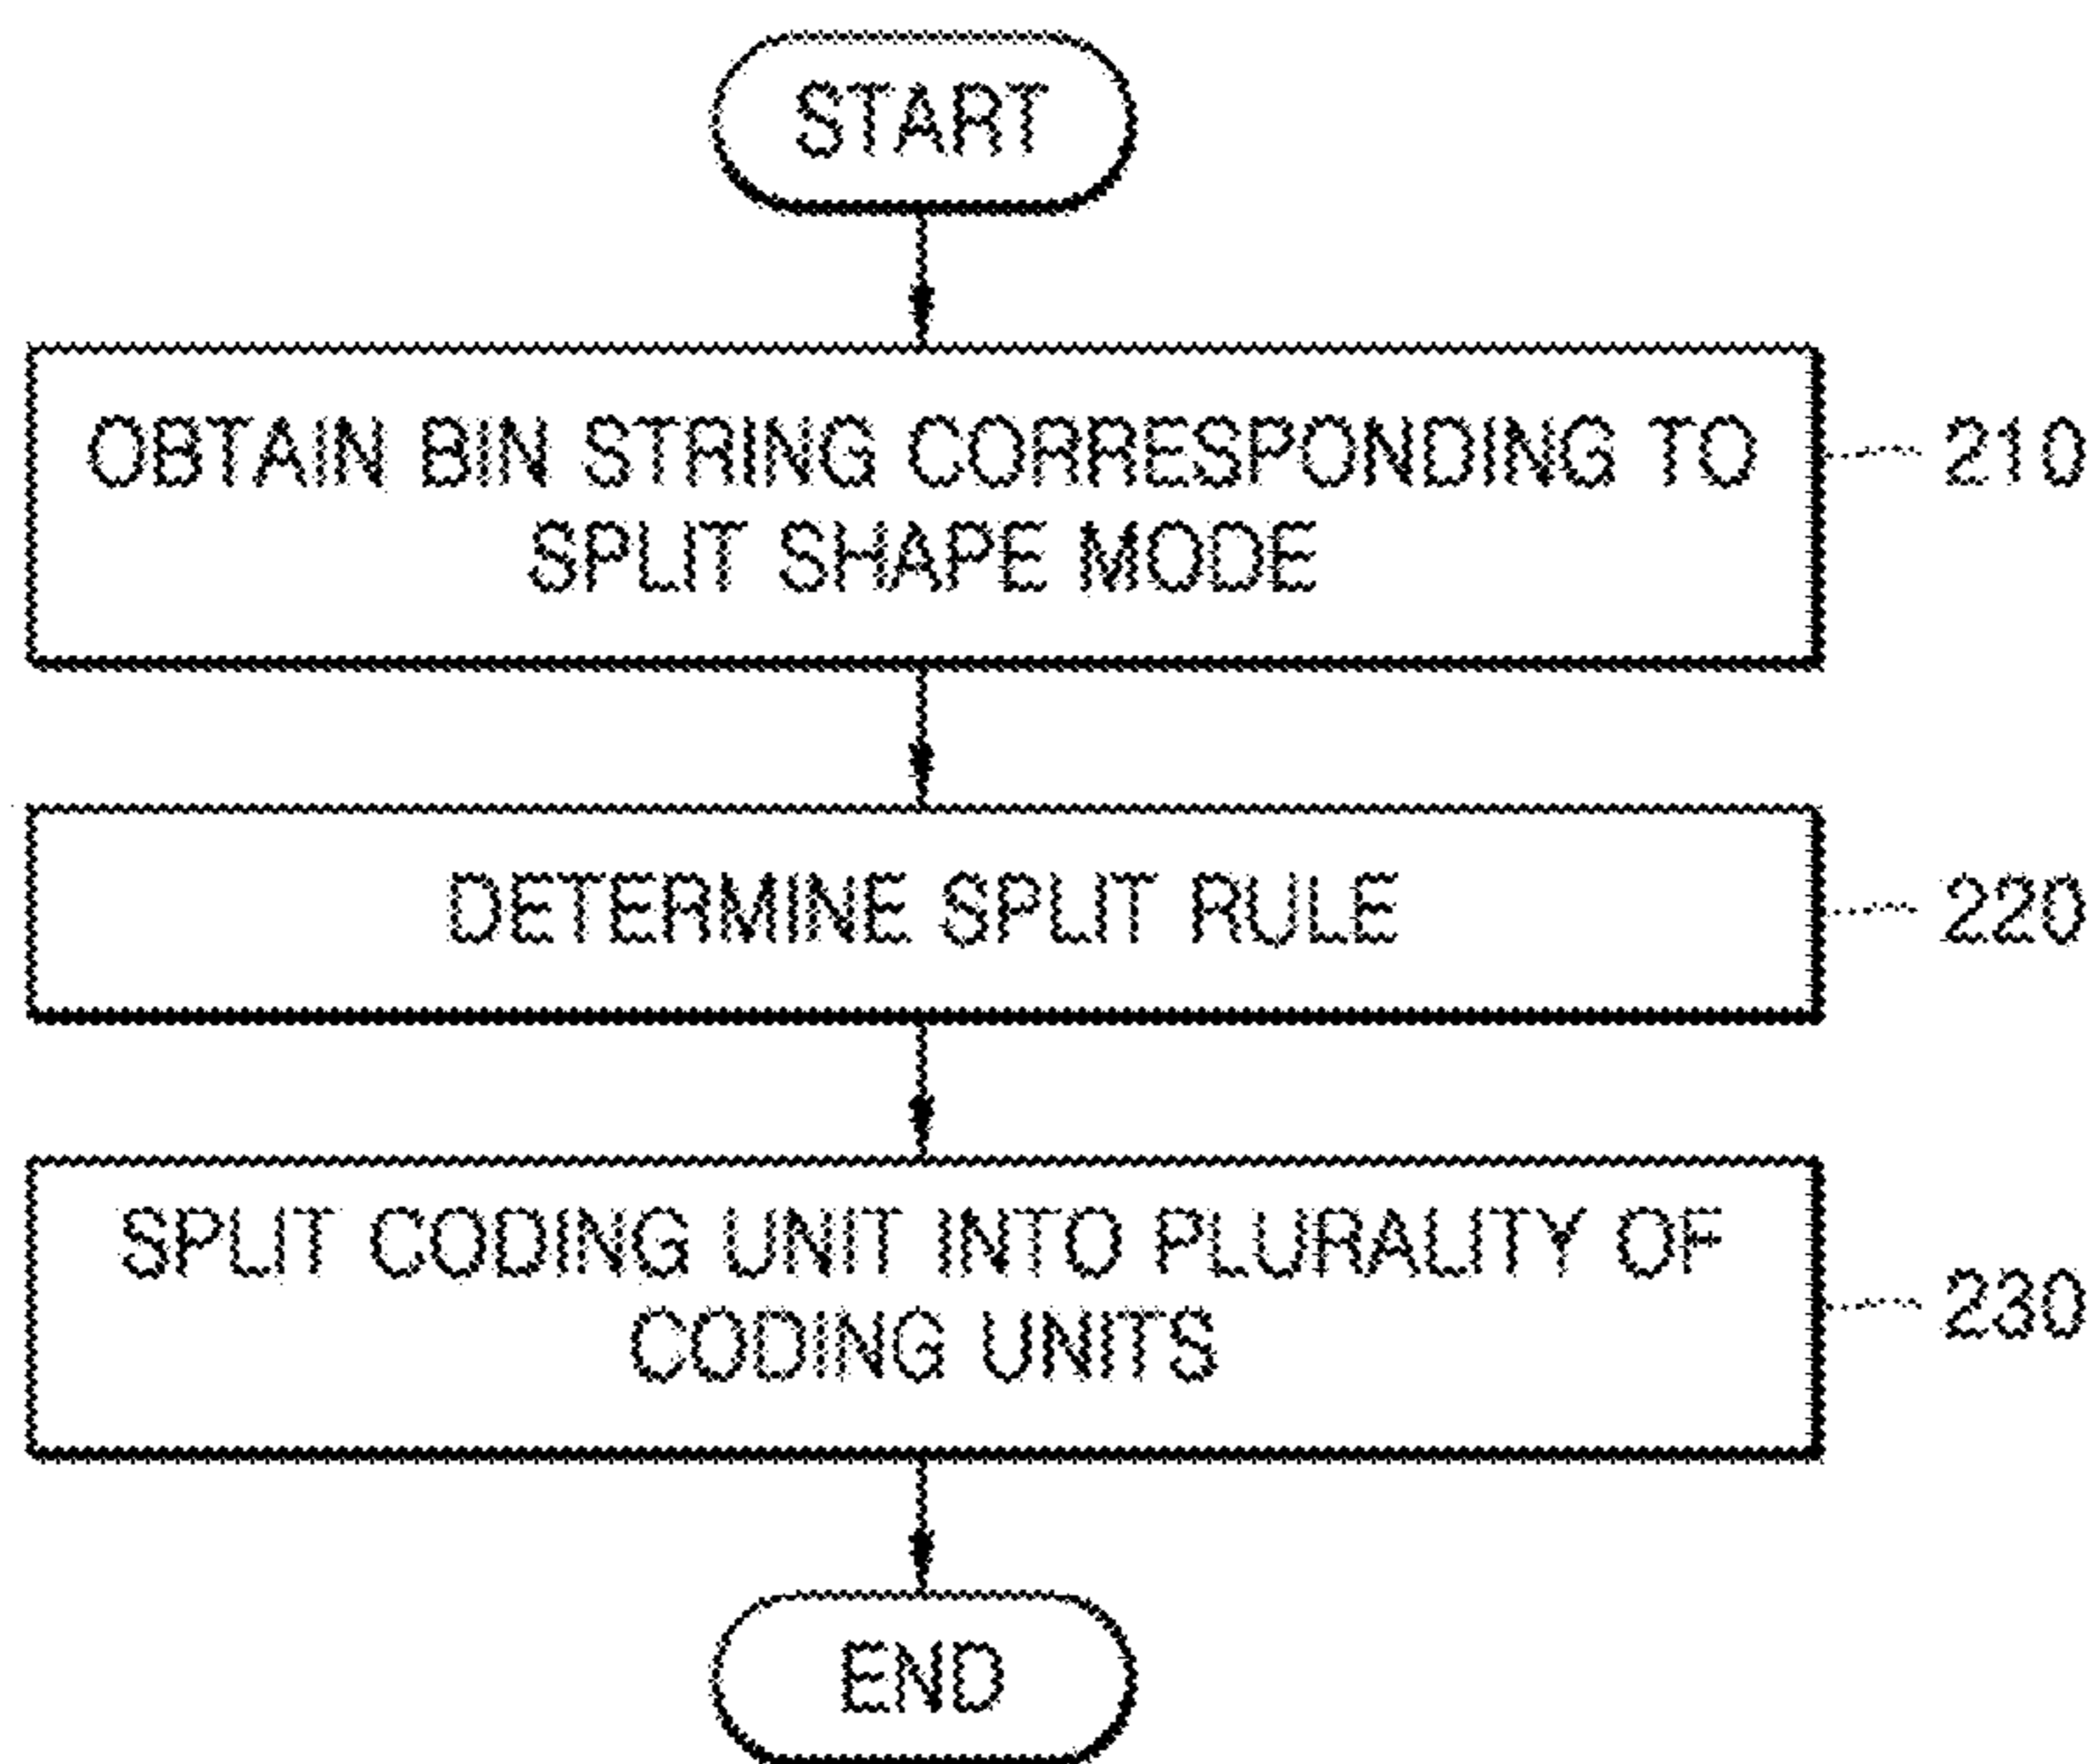 START
OBTAIN BIN STRING CORRESPONDING TO
SPLIT SHAPE MODE
210
DETERMINE SPLIT RULE
220
SPLIT CODING UNIT INTO PLURALITY OF
CODING UNITS
230
END